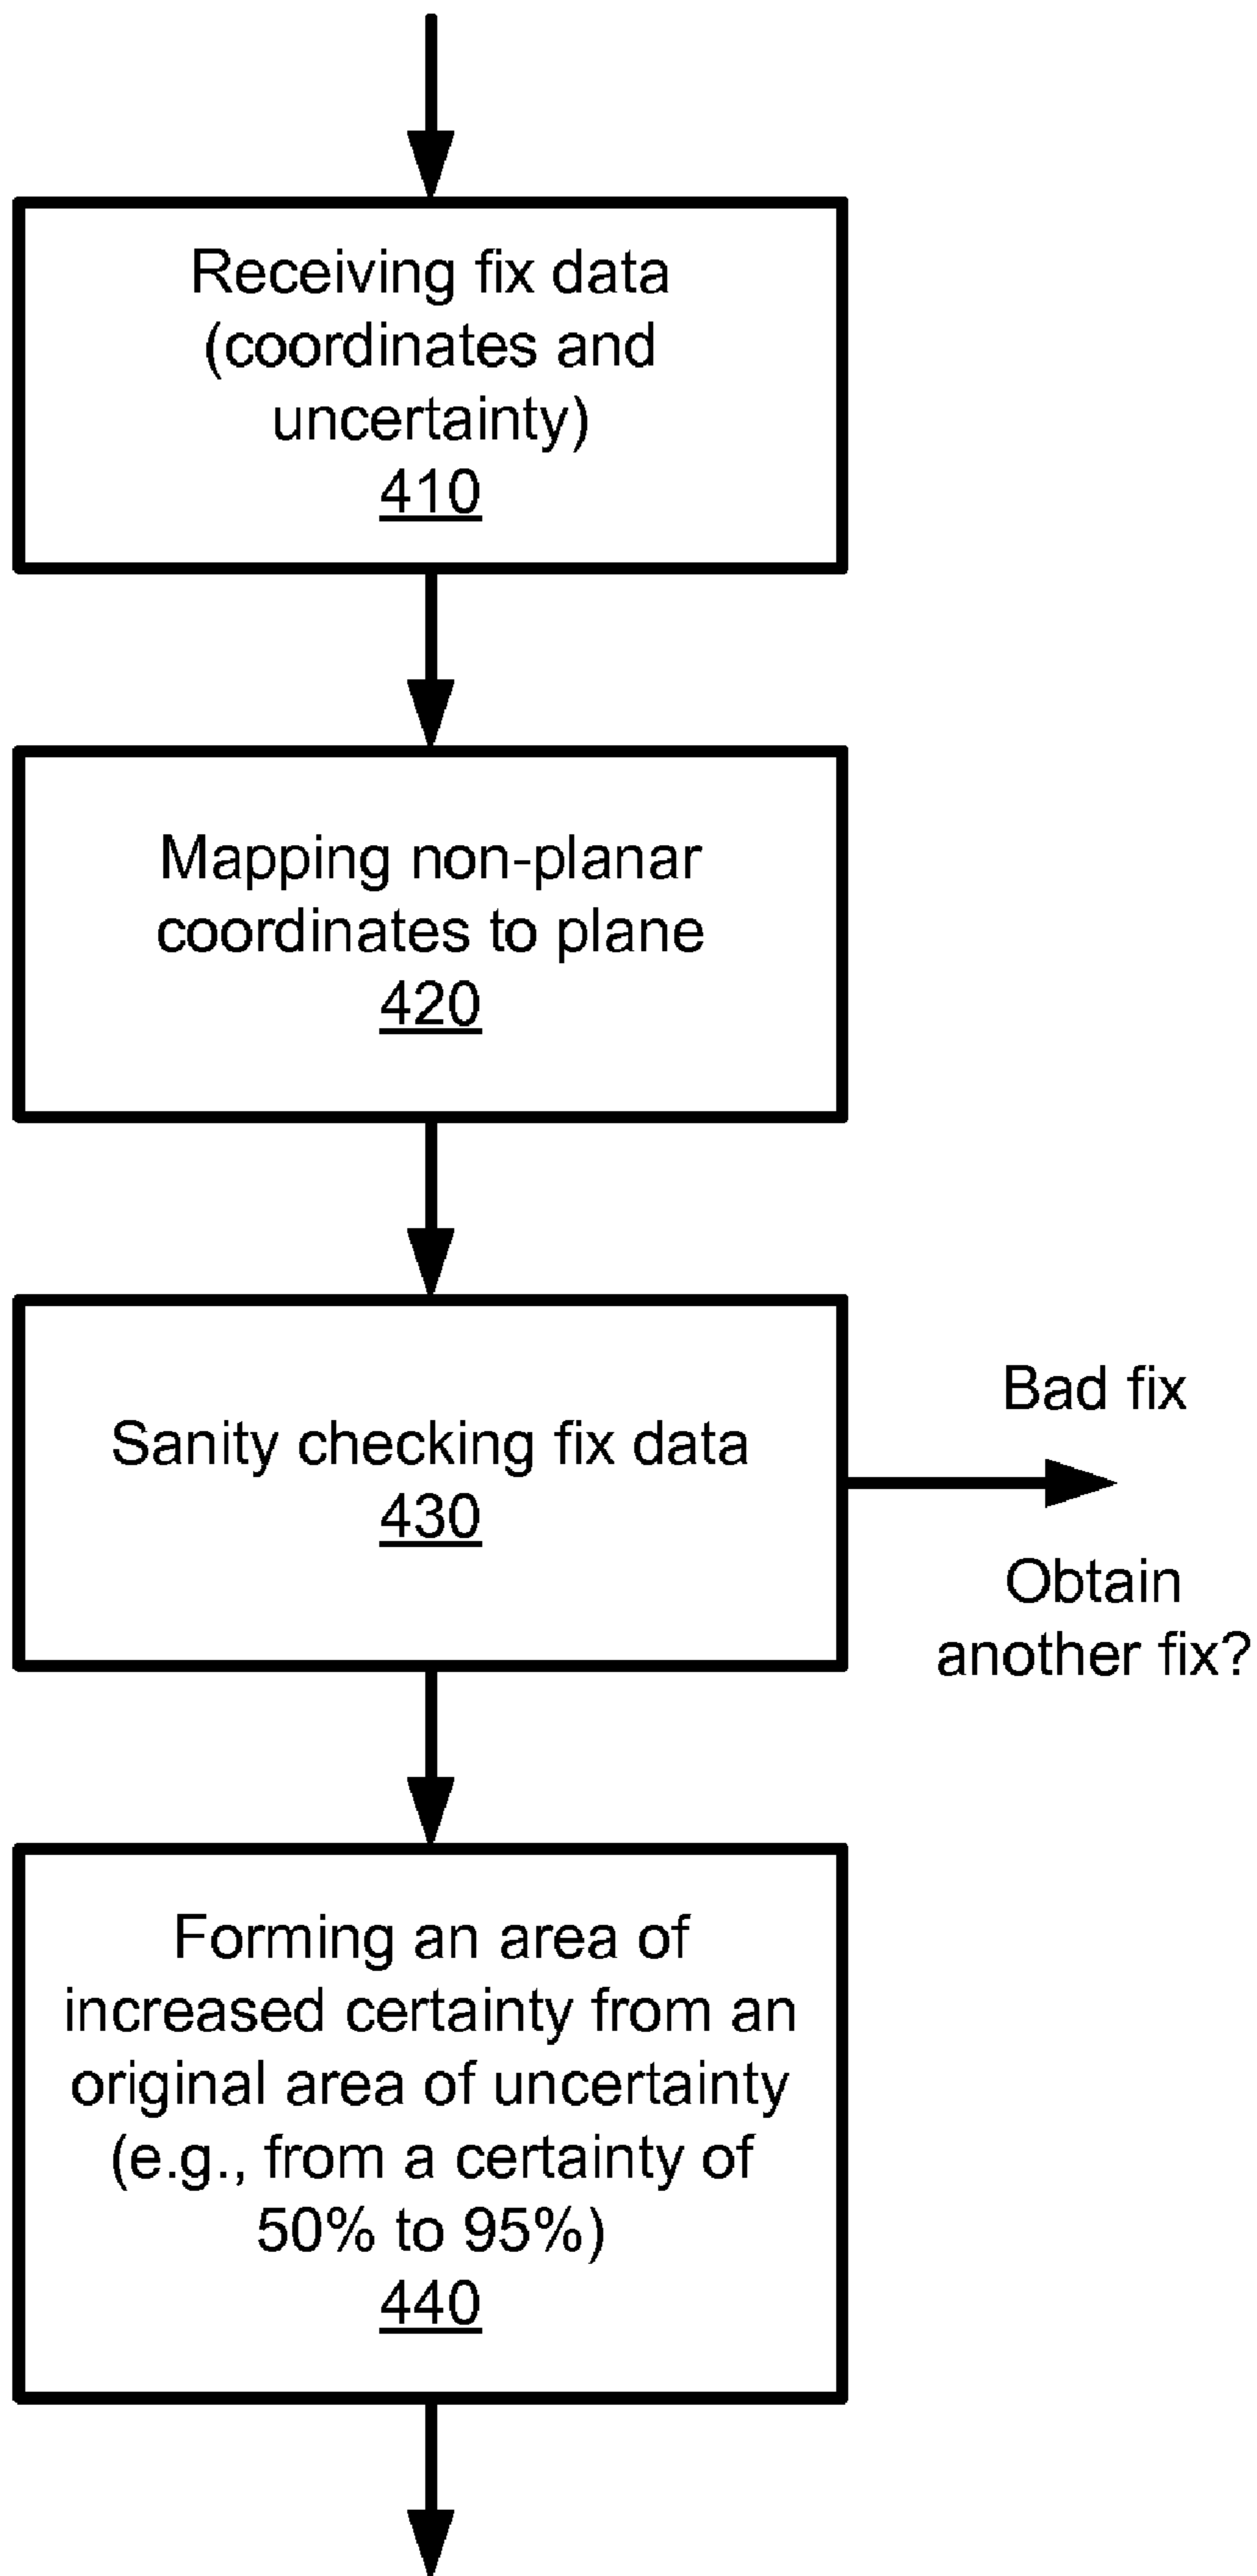 Receiving fix data
(coordinates and
uncertainty)
410
Mapping non-planar
coordinates to plane
420
Sanity checking fix data
430
Bad fix
Obtain
another fix?
Forming an area of
increased certainty from an
original area of uncertainty
(e.g., from a certainty of
50% to 95%)
440